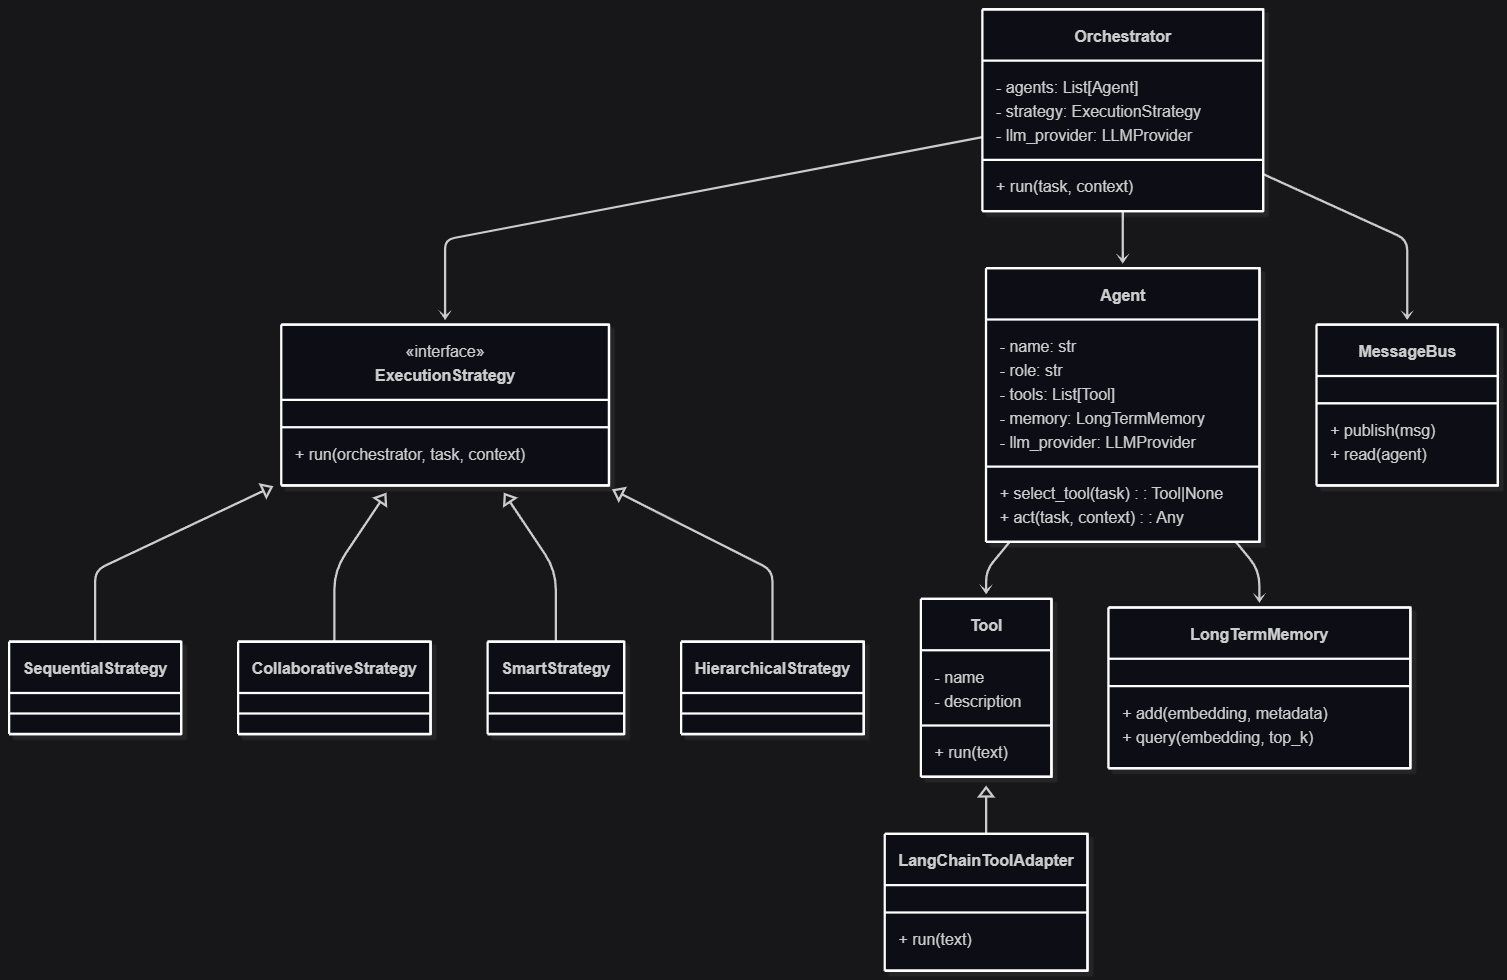 Orchestrator
- agents: List[Agent]
- strategy: ExecutionStrategy
- llm_provider: LLMProvider
+ run(task, context)
«interface»
ExecutionStrategy
+ run(orchestrator, task, context)
Agent
- name: str
- role: str
- tools: List[Tool]
- memory: LongTermMemory
- llm_provider: LLMProvider
+ select_tool(task) : : Tool|None
+ act(task, context) : : Any
MessageBus
+ publish(msg)
+ read(agent)
SequentialStrategy
CollaborativeStrategy
SmartStrategy
HierarchicalStrategy
Tool
- name
- description
+ run(text)
LongTermMemory
+ add(embedding, metadata)
+ query(embedding, top_k)
LangChainToolAdapter
+ run(text)